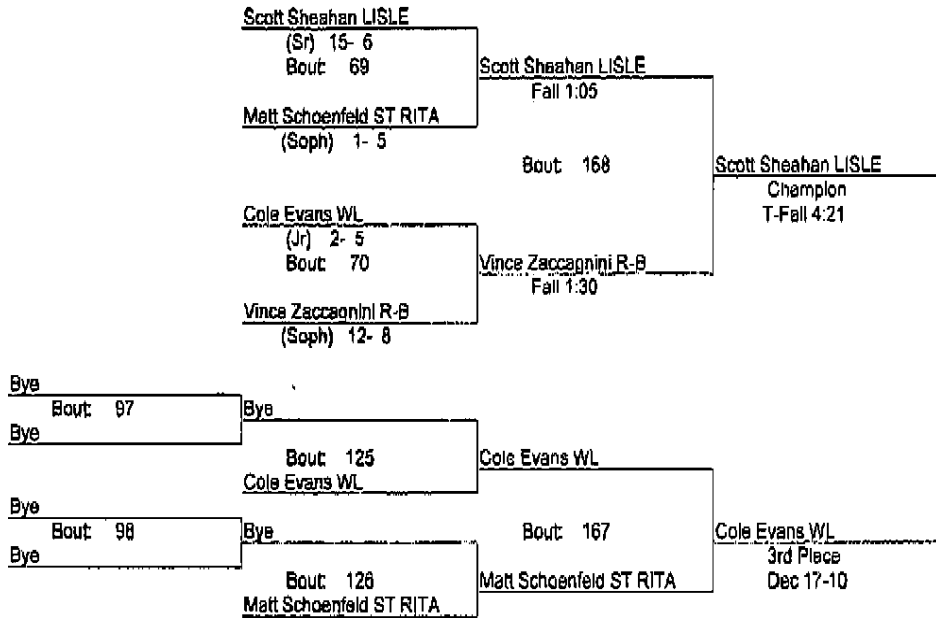 Scott Sheahan LISLE
(Sr) 15- 6
Bout: 69
Scott Sheahan LISLE
Fall 1:05
Matt Schoenfeld ST RITA
(Soph) 1- 5
Bout: 168
Scott Sheahan LISLE
Champion
T-Fall 4:21
Cole Evans WL
(Jr) 2- 5
Bout: 70
Vince Zaccagnini R-B
Fall 1:30
Vince Zaccagnini R-B
(Soph) 12- 8
Bye
Bout: 97
Bye
Bye
Bout: 125
Cole Evans WL
Cole Evans WL
Bye
Bout: 98
Bye
Bye
Bout: 167
Cole Evans WL
3rd Place
Dec 17-10
Bout: 126
Matt Schoenfeld ST RITA
Matt Schoenfeld ST RITA